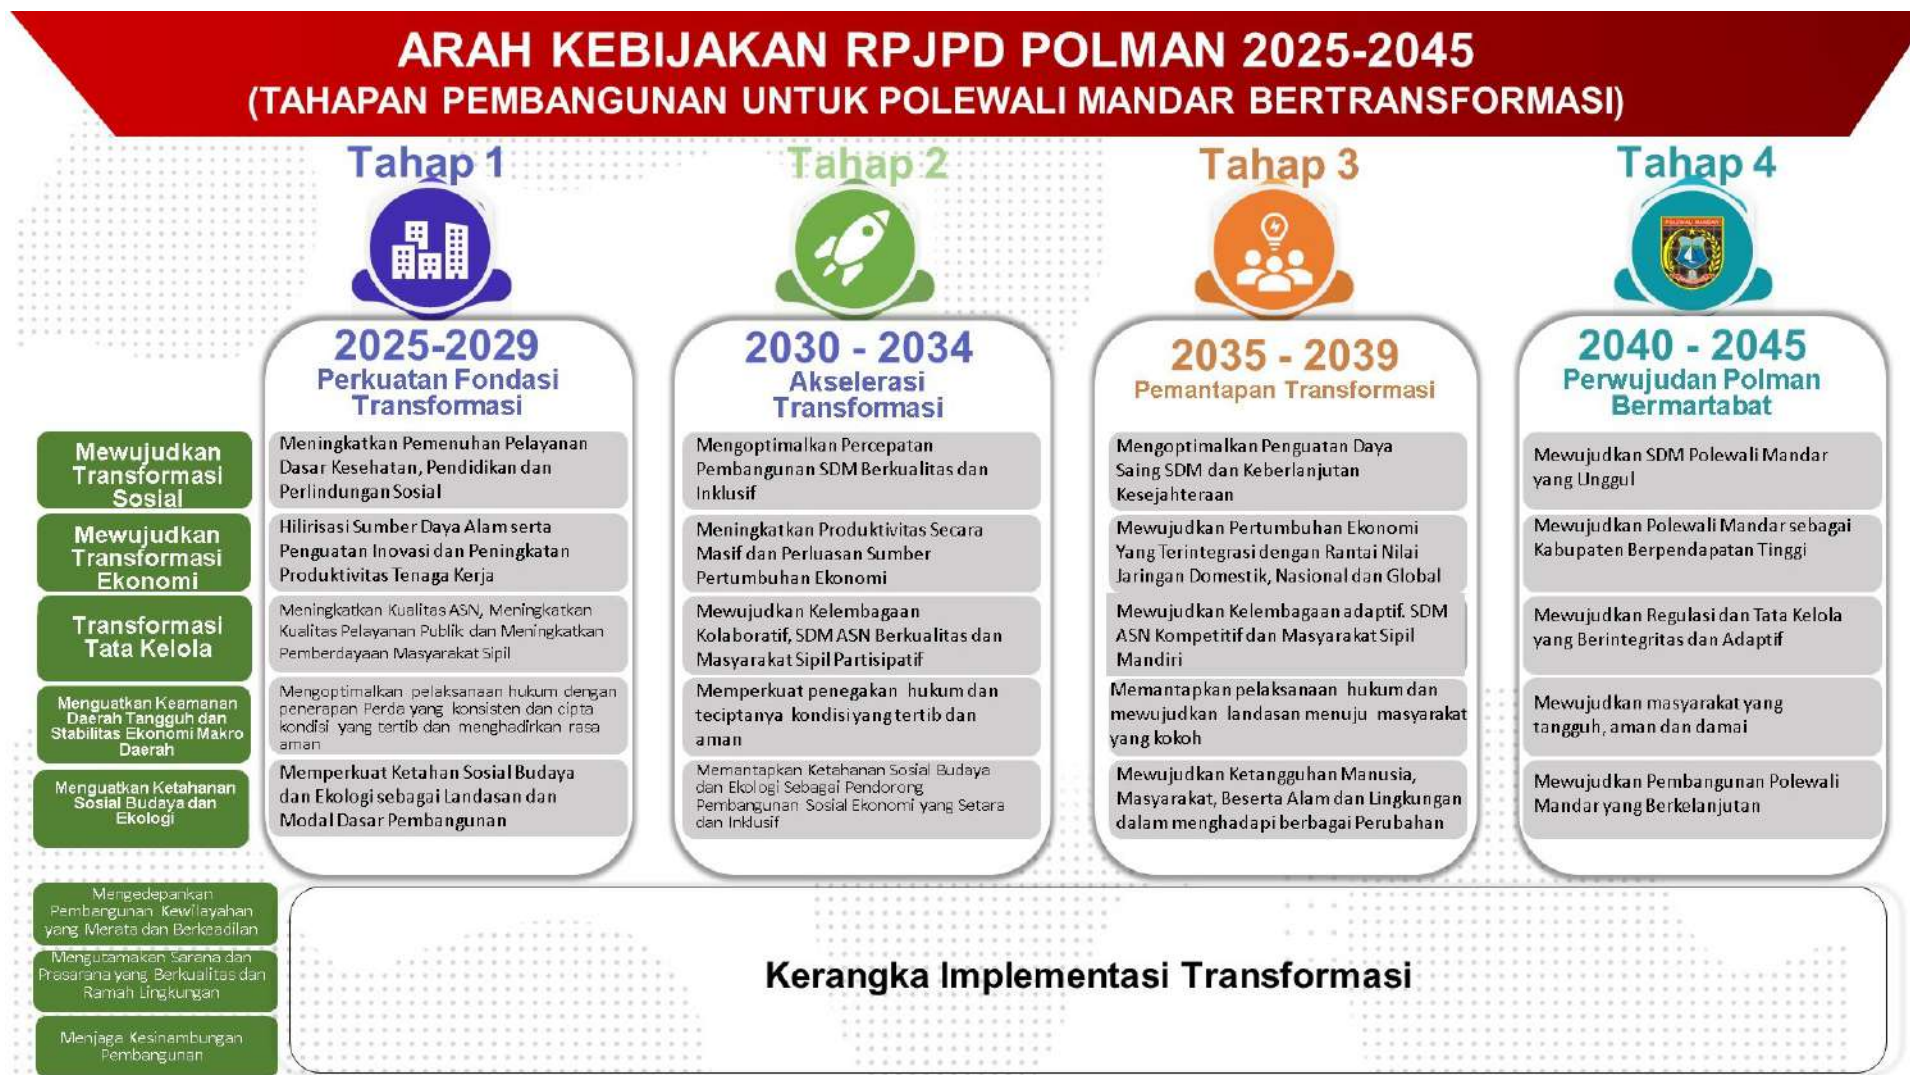 ARAH KEBIJAKAN RPJPD POLMAN 2025-2045
(TAHAPAN PEMBANGUNAN UNTUK POLEWALI MANDAR BERTRANSFORMASI)
Tahap 1
Tahap 2
Tahap 3
Tahap 4
POLEWALI MANDAR
2025-2029
Perkuatan Fondasi
Transformasi
2030 - 2034
Akselerasi
Transformasi
2035 - 2039
Pemantapan Transformasi
2040 - 2045
Perwujudan Polman
Bermartabat
Mewujudkan
Transformasi
Sosial
Meningkatkan Pemenuhan Pelayanan
Dasar Kesehatan, Pendidikan dan
Perlindungan Sosial
Mengoptimalkan Percepatan
Pembangunan SDM Berkualitas dan
Inklusif
Mengoptimalkan Penguatan Daya
Saing SDM dan Keberlanjutan
Kesejahteraan
Mewujudkan SDM Polewali Mandar
yang Unggul
Mewujudkan
Transformasi
Ekonomi
Hilirisasi Sumber Daya Alam serta
Penguatan Inovasi dan Peningkatan
Produktivitas Tenaga Kerja
Meningkatkan Produktivitas Secara
Masif dan Perluasan Sumber
Pertumbuhan Ekonomi
Mewujudkan Pertumbuhan Ekonomi
Yang Terintegrasi dengan Rantai Nilai
Jaringan Domestik, Nasional dan Global
Mewujudkan Polewali Mandar sebagai
Kabupaten Berpendapatan Tinggi
Transformasi
Tata Kelola
Meningkatkan Kualitas ASN, Meningkatkan
Kualitas Pelayanan Publik dan Meningkatkan
Pemberdayaan Masyarakat Sipil
Mewujudkan Kelembagaan
Kolaboratif, SDM ASN Berkualitas dan
Masyarakat Sipil Partisipatif
Mewujudkan Kelembagaan adaptif. SDM
ASN Kompetitif dan Masyarakat Sipil
Mandiri
Mewujudkan Regulasi dan Tata Kelola
yang Berintegritas dan Adaptif
Menguatkan Keamanan
Daerah Tangguh dan
Stabilitas Ekonomi Makro
Daerah
Mengoptimalkan pelaksanaan hukum dengan
penerapan Perda yang konsisten dan cipta
kondisi yang tertib dan menghadirkan rasa
aman
Memperkuat penegakan hukum dan
teciptanya kondisi yang tertib dan
aman
Memantapkan pelaksanaan hukum dan
mewujudkan landasan menuju masyarakat
yang kokoh
Mewujudkan masyarakat yang
tangguh, aman dan damai
Menguatkan Ketahanan
Sosial Budaya dan
Ekologi
Memperkuat Ketahan Sosial Budaya
dan Ekologi sebagai Landasan dan
Modal Dasar Pembangunan
Memantapkan Ketahanan Sosial Budaya
dan Ekologi Sebagai Pendorong
Pembangunan Sosial Ekonomi yang Setara
dan Inklusif
Mewujudkan Ketangguhan Manusia,
Masyarakat, Beserta Alam dan Lingkungan
dalam menghadapi berbagai Perubahan
Mewujudkan Pembangunan Polewali
Mandar yang Berkelanjutan
Mengedepankan
Pembangunan Kewilayahan
yang Merata dan Berkeadilan
Mengutamakan Sarana dan
Prasarana yang Berkualitas dan
Ramah Lingkungan
Menjaga Kesinambungan
Pembangunan
Kerangka Implementasi Transformasi